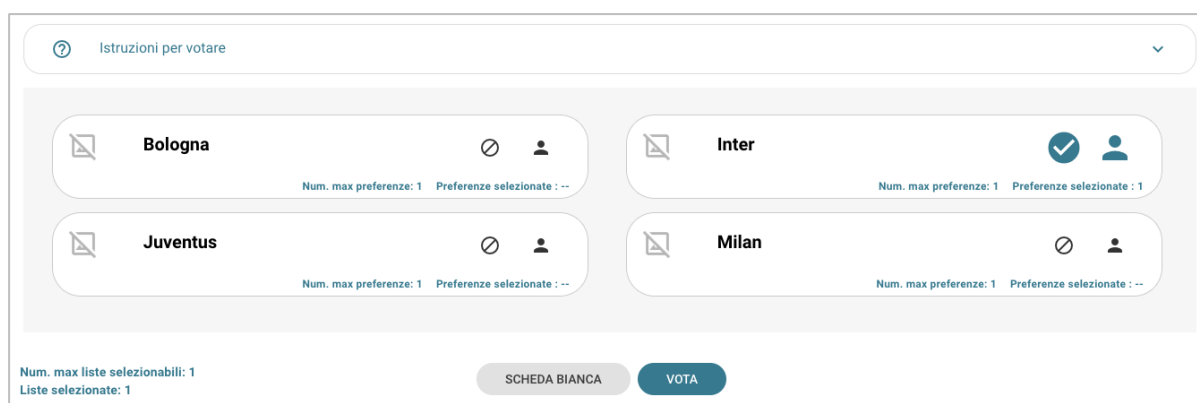 Istruzioni per votare
Bologna
Num. max preferenze: 1 Preferenze selezionate : --
Inter
Num. max preferenze: 1 Preferenze selezionate : 1
Juventus
Num. max preferenze: 1 Preferenze selezionate : --
Milan
Num. max preferenze: 1 Preferenze selezionate : --
Num. max liste selezionabili: 1
Liste selezionate: 1
SCHEDA BIANCA
VOTA